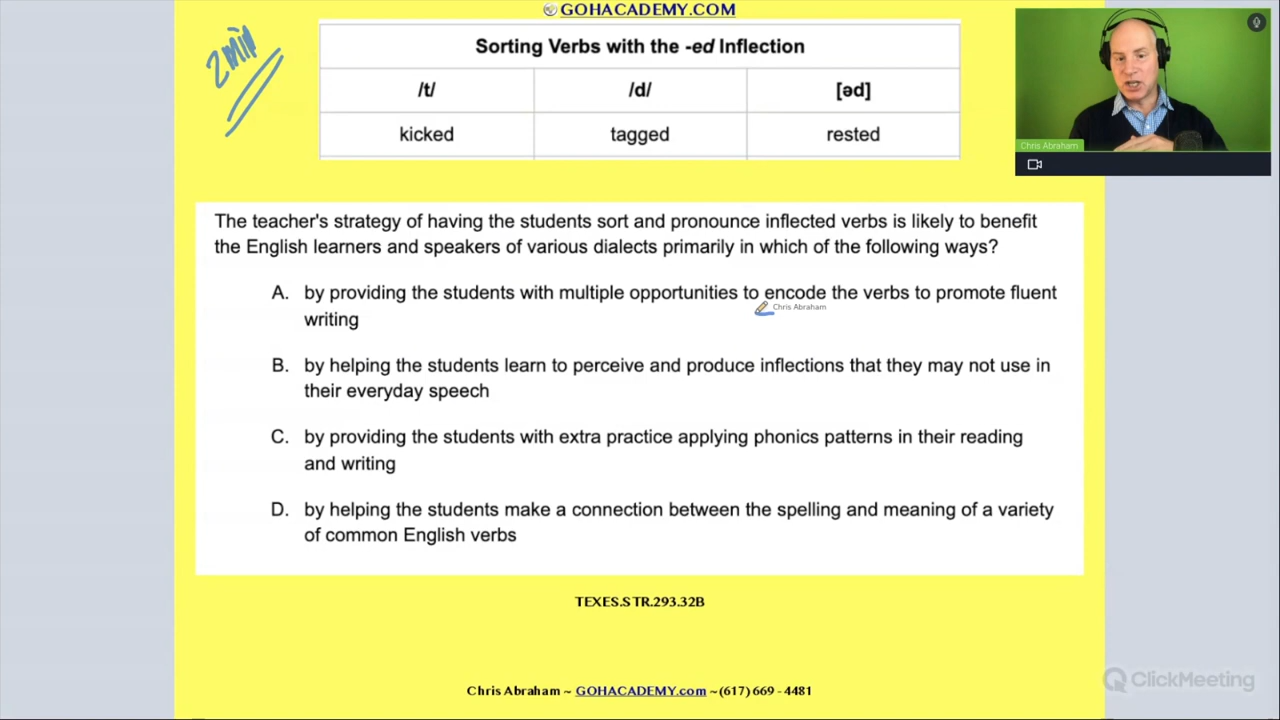 GOHACADEMY.COM
2 min
Sorting Verbs with the -ed Inflection
/t/ /d/ [əd]
kicked tagged rested
Chris Abraham
The teacher's strategy of having the students sort and pronounce inflected verbs is likely to benefit
the English learners and speakers of various dialects primarily in which of the following ways?
A. by providing the students with multiple opportunities to encode the verbs to promote fluent
Chris Abraham
writing
B. by helping the students learn to perceive and produce inflections that they may not use in
their everyday speech
C. by providing the students with extra practice applying phonics patterns in their reading
and writing
D. by helping the students make a connection between the spelling and meaning of a variety
of common English verbs
TEXES.STR.293.32B
Chris Abraham ~ GOHACADEMY.com ~(617) 669 - 4481
ClickMeeting